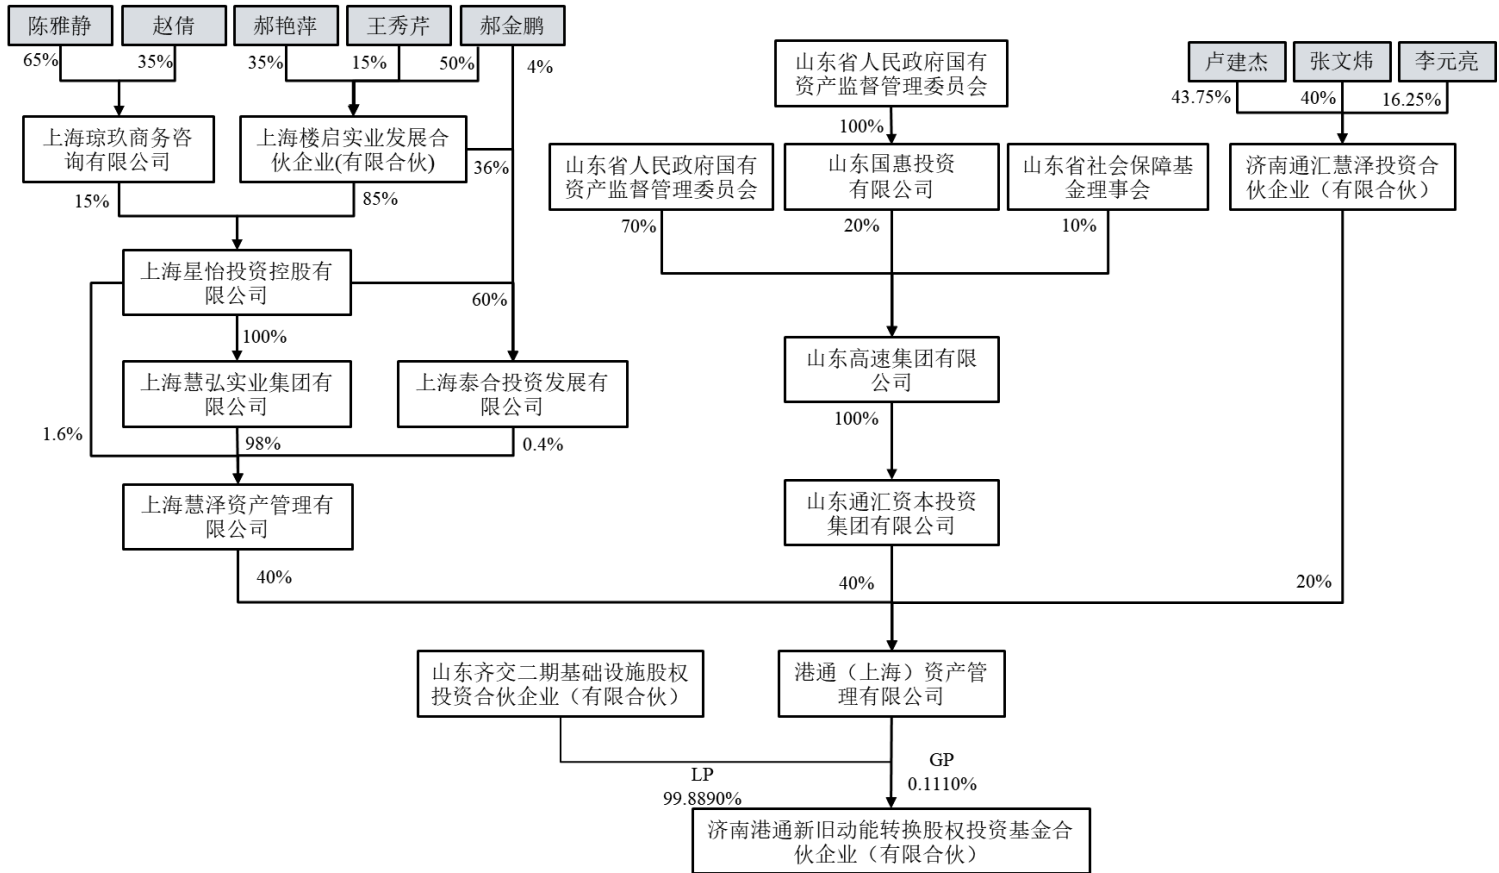 陈雅静
赵倩
郝艳萍
王秀芹
郝金鹏
65%
35%
35%
15%
50%
4%
山东省人民政府国有
资产监督管理委员会
卢建杰
张文炜
李元亮
43.75%
40%
16.25%
100%
上海琼玖商务咨
询有限公司
上海楼启实业发展合
伙企业(有限合伙)
36%
山东省人民政府国有
资产监督管理委员会
山东国惠投资
有限公司
山东省社会保障基
金理事会
济南通汇慧泽投资合
伙企业（有限合伙）
15%
85%
70%
20%
10%
上海星怡投资控股有
限公司
60%
100%
山东高速集团有限
公司
上海慧弘实业集团有
限公司
上海泰合投资发展有
限公司
100%
1.6%
98%
0.4%
上海慧泽资产管理有
限公司
山东通汇资本投资
集团有限公司
40%
40%
20%
山东齐交二期基础设施股权
投资合伙企业（有限合伙）
港通（上海）资产管
理有限公司
LP
99.8890%
GP
0.1110%
济南港通新旧动能转换股权投资基金合
伙企业（有限合伙）